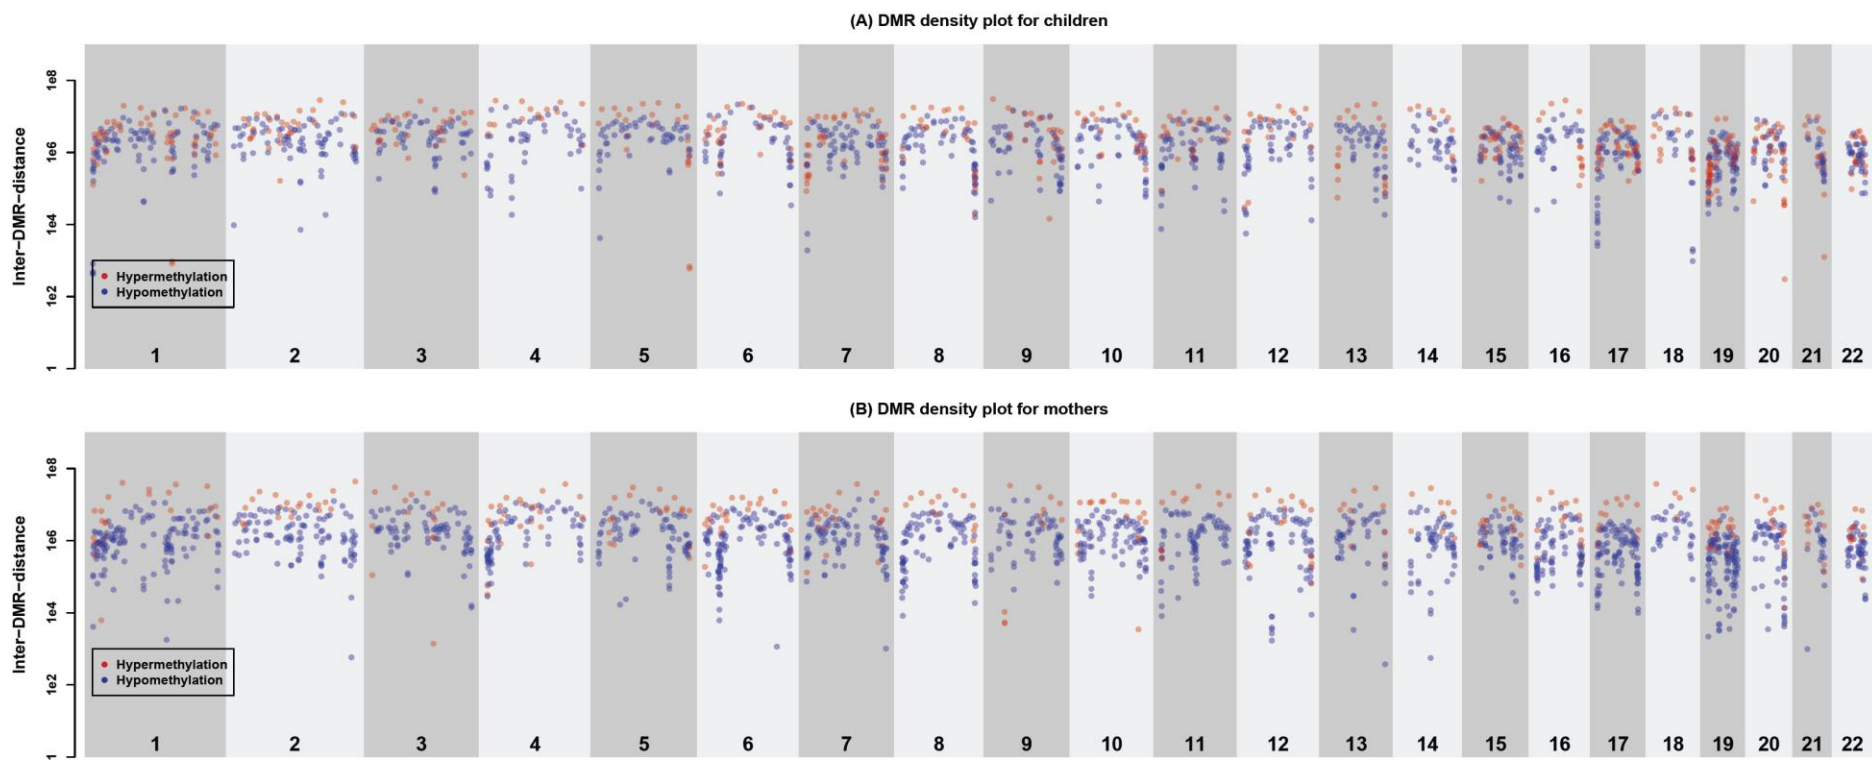 (A) DMR density plot for children
Inter-DMR-distance
1e8
1e6
1e4
1e2
1
Hypermethylation
Hypomethylation
1 2 3 4 5 6 7 8 9 10 11 12 13 14 15 16 17 18 19 20 21 22
(B) DMR density plot for mothers
Inter-DMR-distance
1e8
1e6
1e4
1e2
1
Hypermethylation
Hypomethylation
1 2 3 4 5 6 7 8 9 10 11 12 13 14 15 16 17 18 19 20 21 22